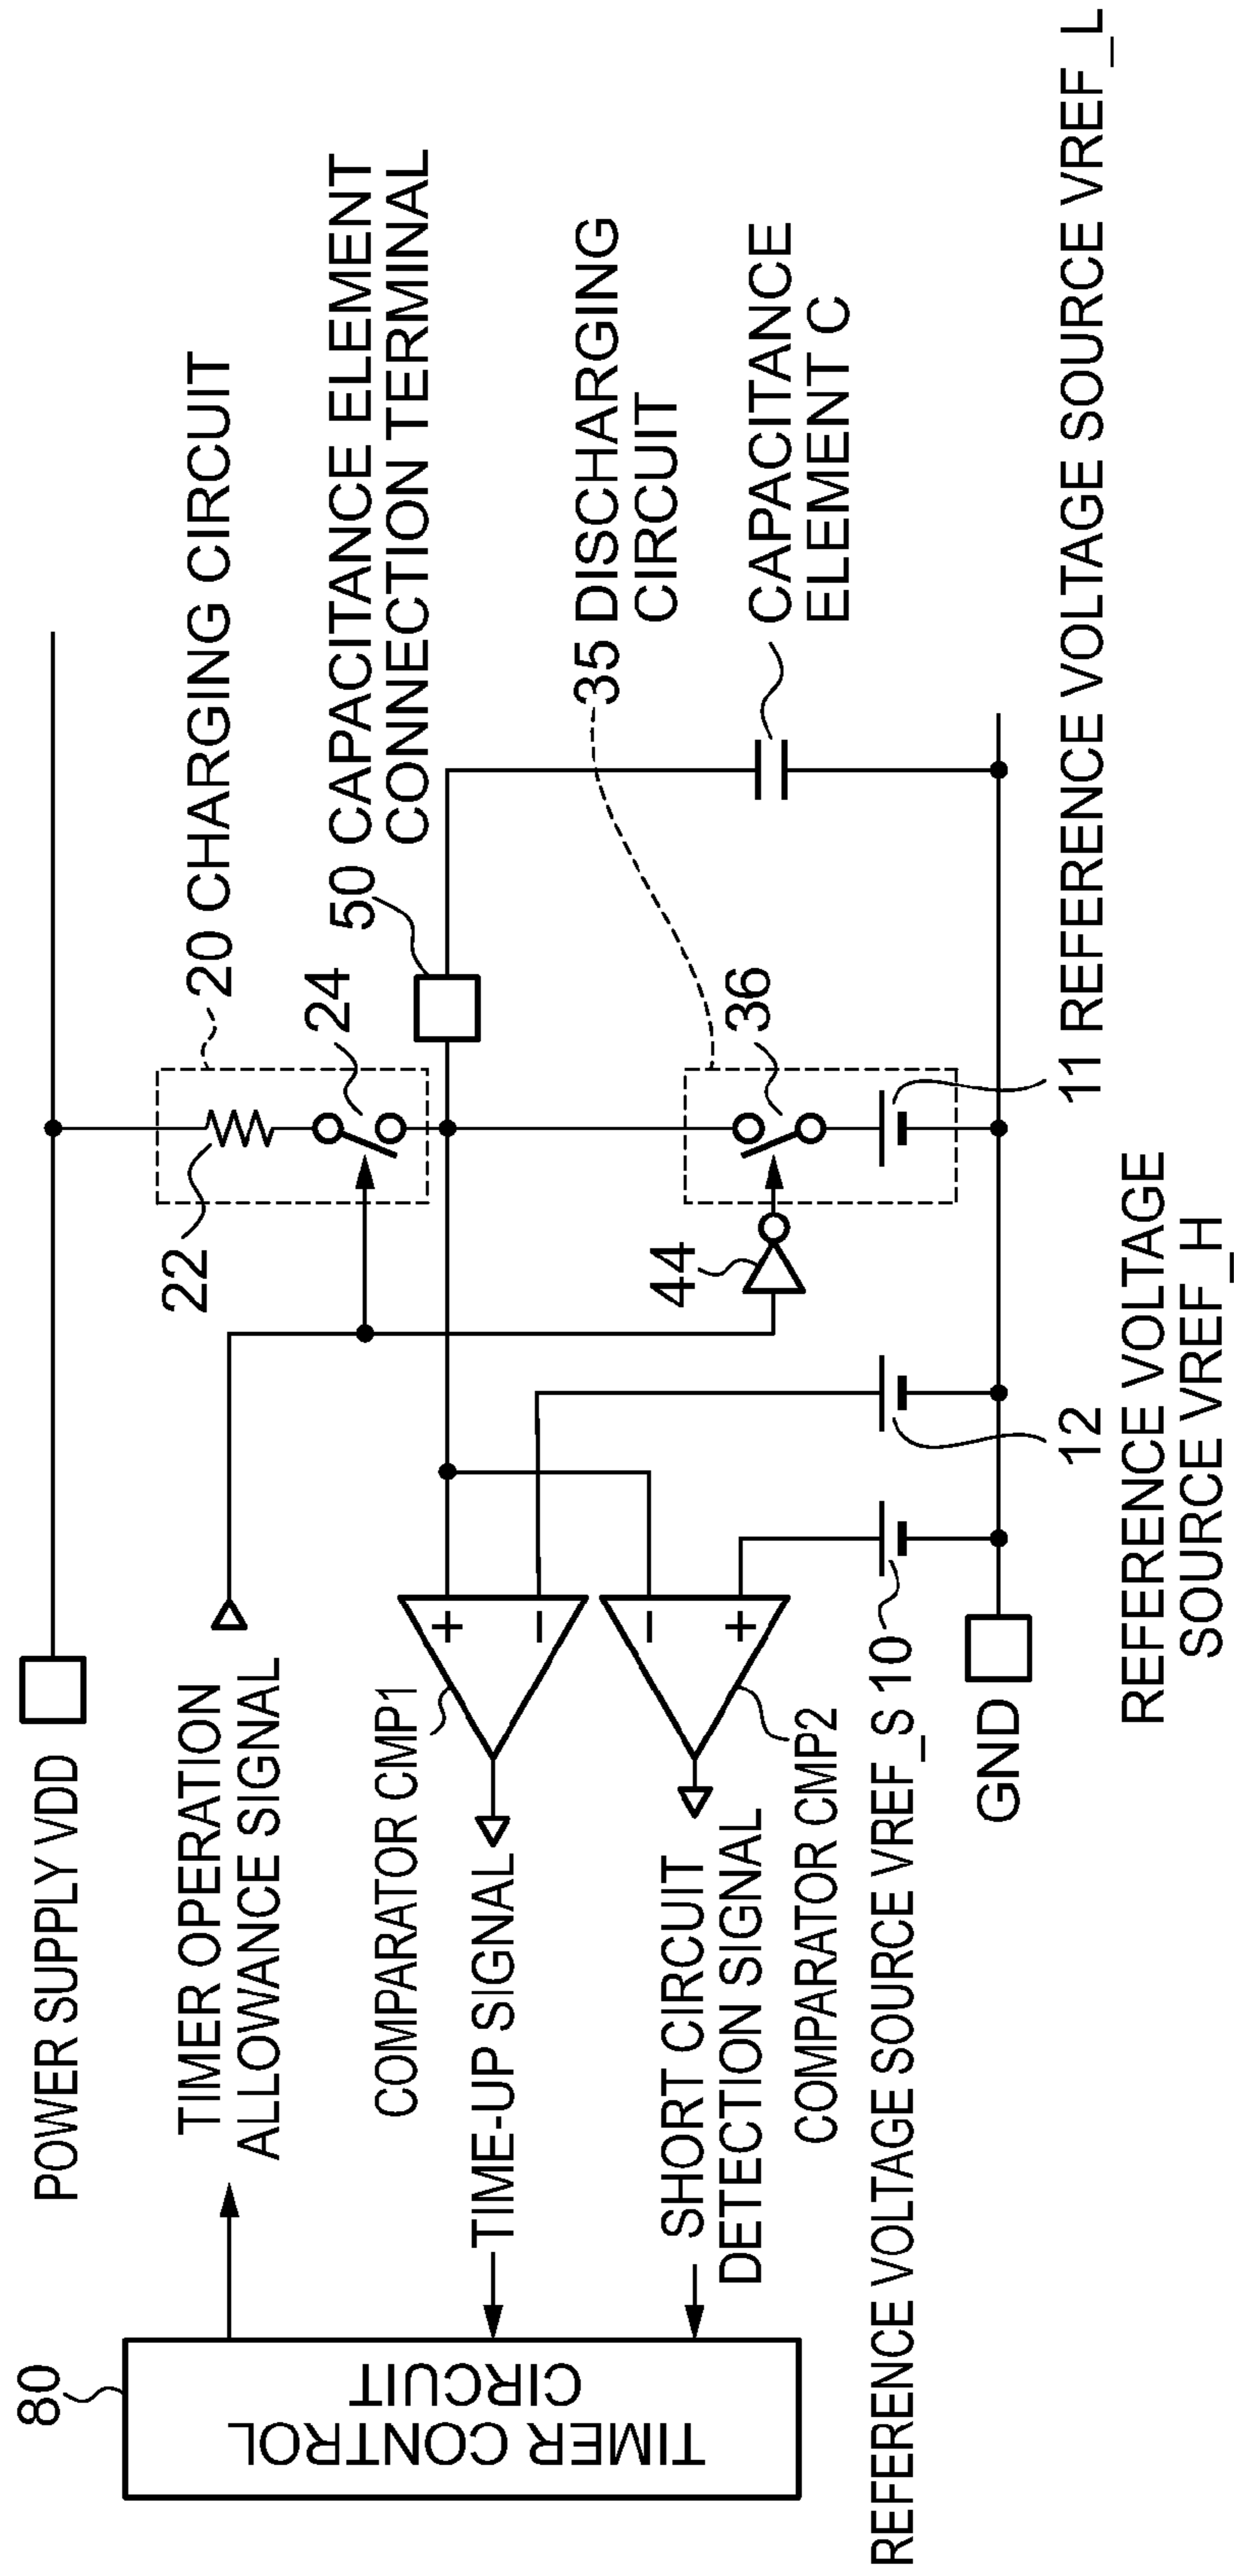 80
TIMER CONTROL
CIRCUIT
POWER SUPPLY VDD
TIMER OPERATION
ALLOWANCE SIGNAL
COMPARATOR CMP1
TIME-UP SIGNAL
SHORT CIRCUIT
DETECTION SIGNAL
COMPARATOR CMP2
REFERENCE VOLTAGE SOURCE VREF_S 10
GND
+
−
−
+
22
24
20 CHARGING CIRCUIT
50 CAPACITANCE ELEMENT
CONNECTION TERMINAL
44
36
35 DISCHARGING
CIRCUIT
CAPACITANCE
ELEMENT C
12
REFERENCE VOLTAGE
SOURCE VREF_H
11 REFERENCE VOLTAGE SOURCE VREF_L